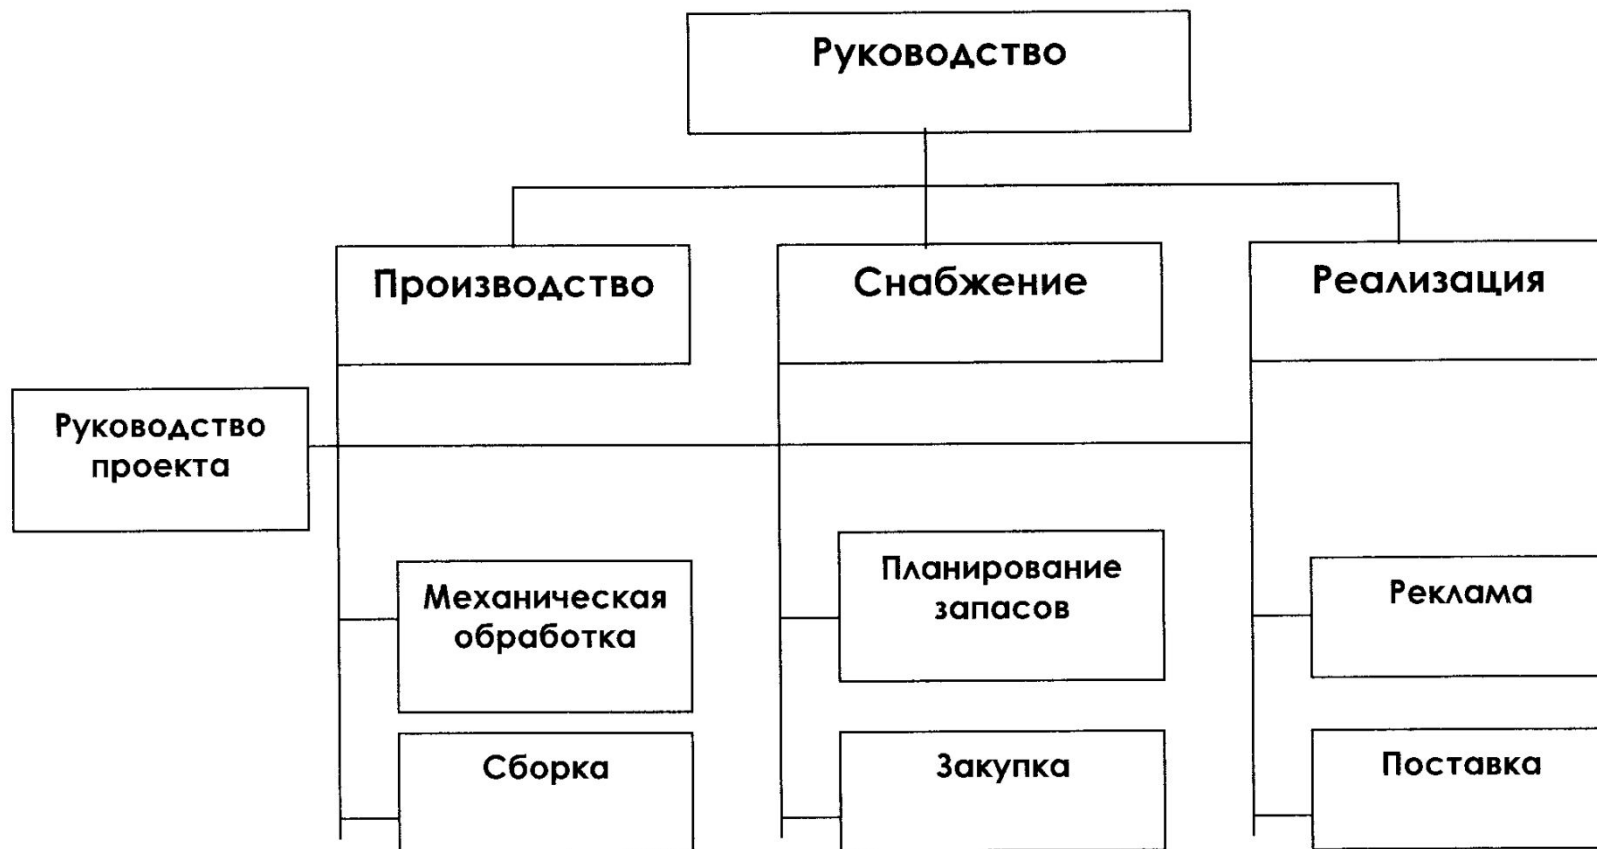 Руководство
Производство
Снабжение
Реализация
Руководство
проекта
Механическая
обработка
Планирование
запасов
Реклама
Сборка
Закупка
Поставка